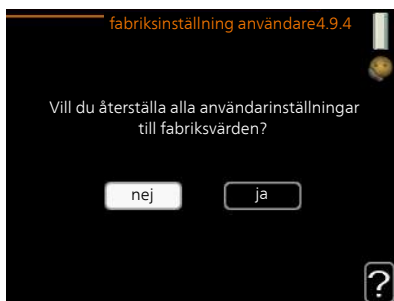 fabriksinställning användare4.9.4
Vill du återställa alla användarinställningar
till fabriksvärden?
nej ja
?